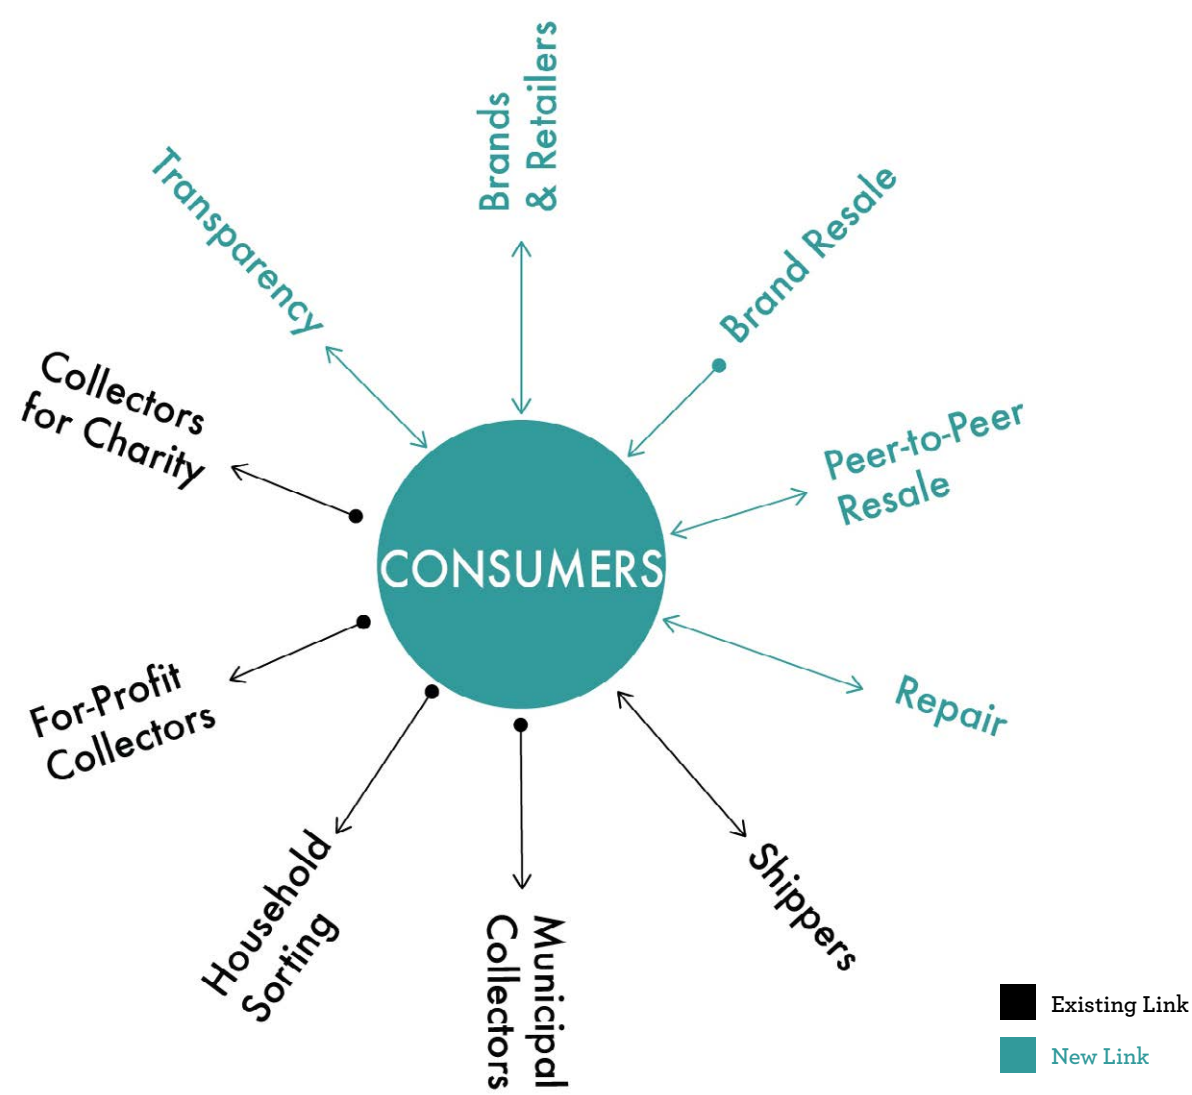 Brands
& Retailers
Transparency
Brand Resale
Collectors
for Charity
Peer-to-Peer
Resale
CONSUMERS
For-Profit
Collectors
Repair
Household
Sorting
Municipal
Collectors
Shippers
Existing Link
New Link